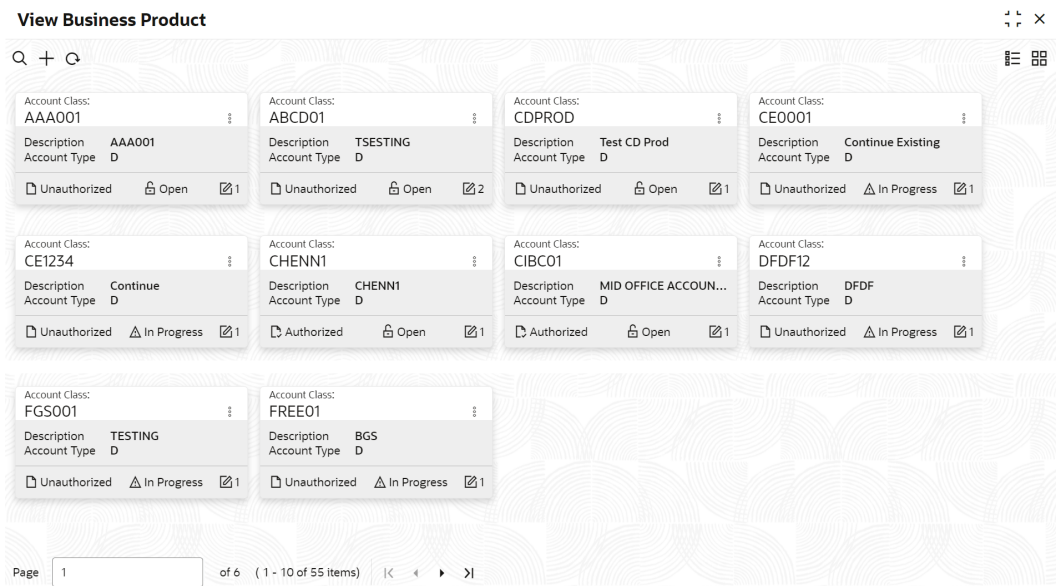 View Business Product
Account Class: Account Class: Account Class: Account Class:
AAA001 ABCD01 CDPROD CE0001
Description AAA001 Description TSESTING Description Test CD Prod Description Continue Existing
Account Type D Account Type D Account Type D Account Type D
Unauthorized Open 1 Unauthorized Open 2 Unauthorized Open 1 Unauthorized In Progress 1
Account Class: Account Class: Account Class: Account Class:
CE1234 CHENN1 CIBC01 DFDF12
Description Continue Description CHENN1 Description MID OFFICE ACCOUN... Description DFDF
Account Type D Account Type D Account Type D Account Type D
Unauthorized In Progress 1 Authorized Open 1 Authorized Open 1 Unauthorized In Progress 1
Account Class: Account Class:
FGS001 FREE01
Description TESTING Description BGS
Account Type D Account Type D
Unauthorized In Progress 1 Unauthorized In Progress 1
Page 1 of 6 ( 1 - 10 of 55 items)